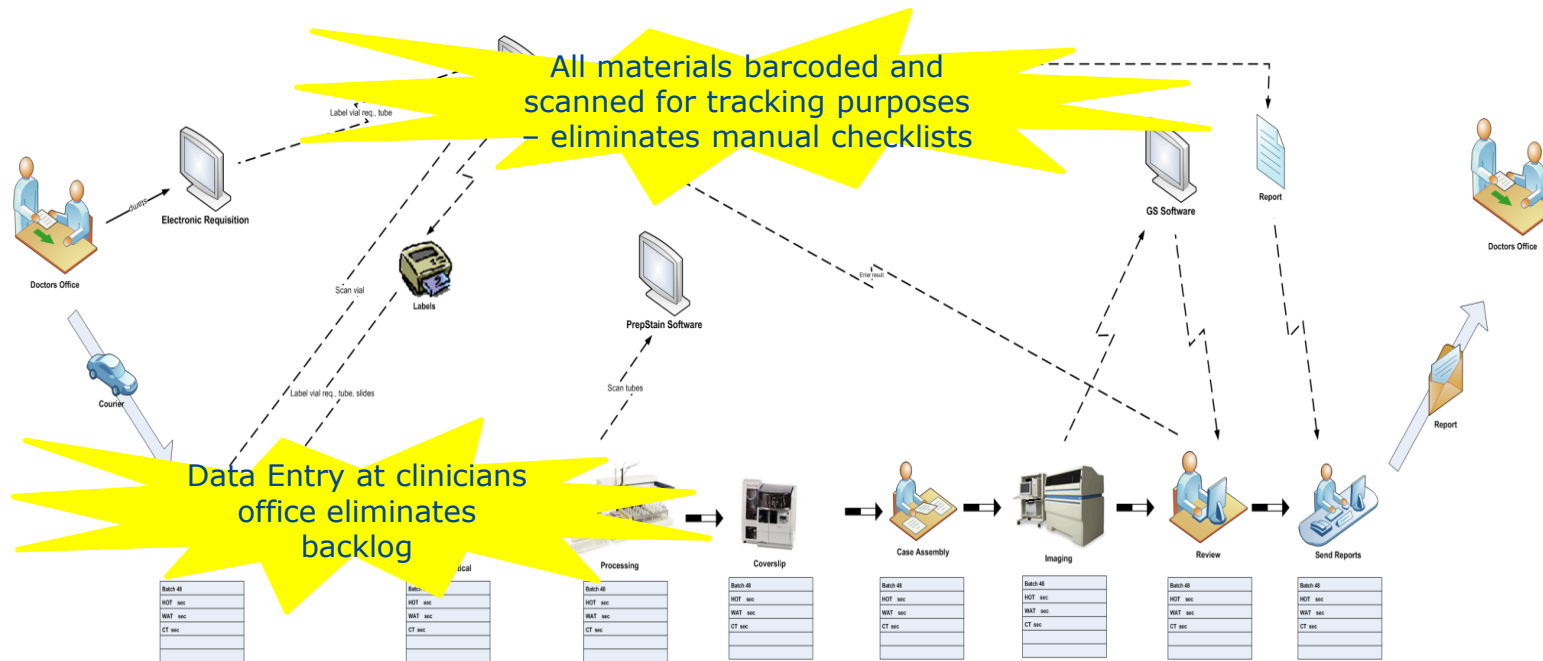 All materials barcoded and
scanned for tracking purposes
– eliminates manual checklists
Label vial req., tube
Electronic Requisition
stamp
Doctors Office
Scan vial
Labels
PrepStain Software
Enter result
GS Software
Report
Doctors Office
Courier
Label vial req., tube, slides
Scan tubes
Report
Data Entry at clinicians
office eliminates
backlog
Processing
Coverslip
Case Assembly
Imaging
Review
Send Reports
Batch 48
HOT sec
WAT sec
CT sec
HOT sec
WAT sec
CT sec
Batch 48
HOT sec
WAT sec
CT sec
Batch 48
HOT sec
WAT sec
CT sec
Batch 48
HOT sec
WAT sec
CT sec
Batch 48
HOT sec
WAT sec
CT sec
Batch 48
HOT sec
WAT sec
CT sec
Batch 48
HOT sec
WAT sec
CT sec